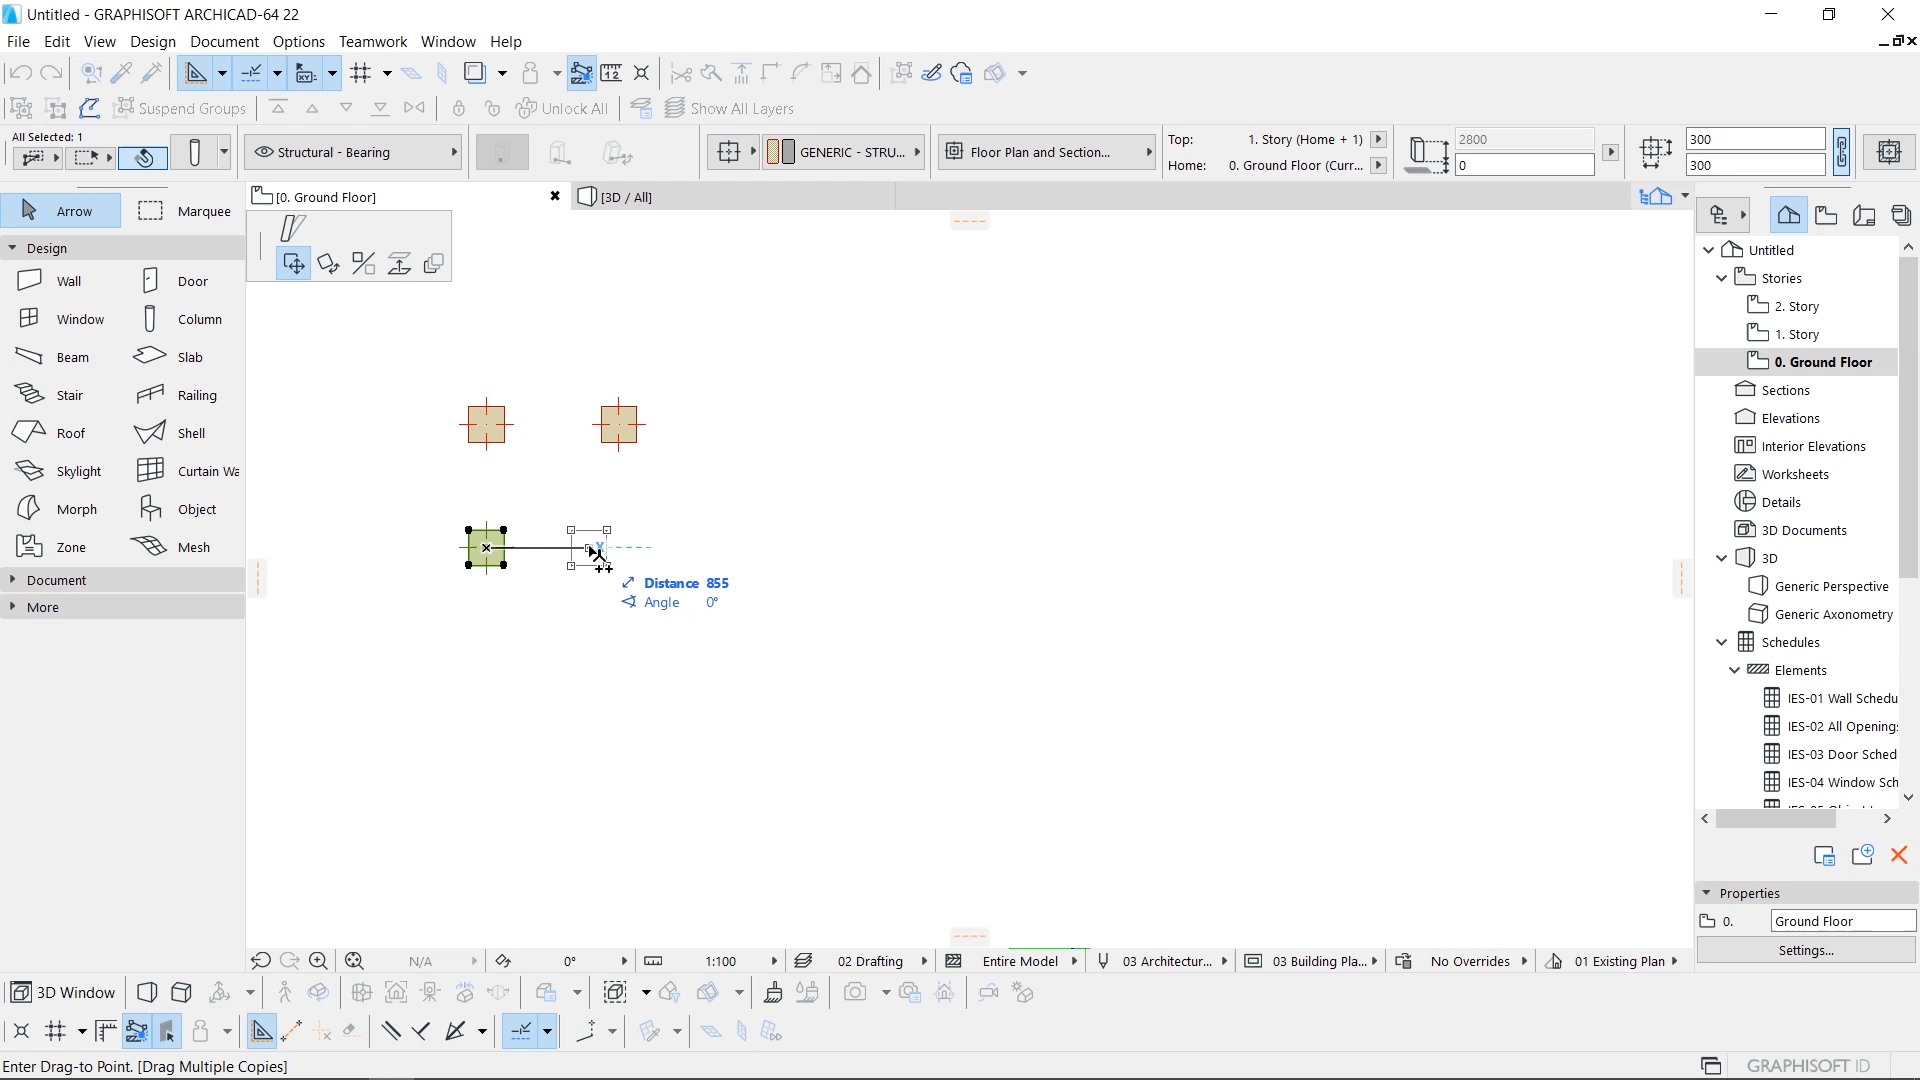 Untitled - GRAPHISOFT ARCHICAD-64 22
File Edit View Design Document Options Teamwork Window Help
Suspend Groups Unlock All Show All Layers
All Selected: 1
Structural - Bearing
GENERIC - STRU...
Floor Plan and Section...
Top: 1. Story (Home + 1)
Home: 0. Ground Floor (Curr...
2800
0
300
300
[0. Ground Floor]
[3D / All]
Arrow Marquee
Design
Wall Door
Window Column
Beam Slab
Stair Railing
Roof Shell
Skylight Curtain Wa
Morph Object
Zone Mesh
Document
More
Distance 855
Angle 0°
Untitled
Stories
2. Story
1. Story
0. Ground Floor
Sections
Elevations
Interior Elevations
Worksheets
Details
3D Documents
3D
Generic Perspective
Generic Axonometry
Schedules
Elements
IES-01 Wall Schedu
IES-02 All Opening
IES-03 Door Sched
IES-04 Window Sch
Properties
0. Ground Floor
Settings...
N/A 0° 1:100 02 Drafting Entire Model 03 Architectur... 03 Building Pla... No Overrides 01 Existing Plan
3D Window
Enter Drag-to Point. [Drag Multiple Copies]
GRAPHISOFT ID